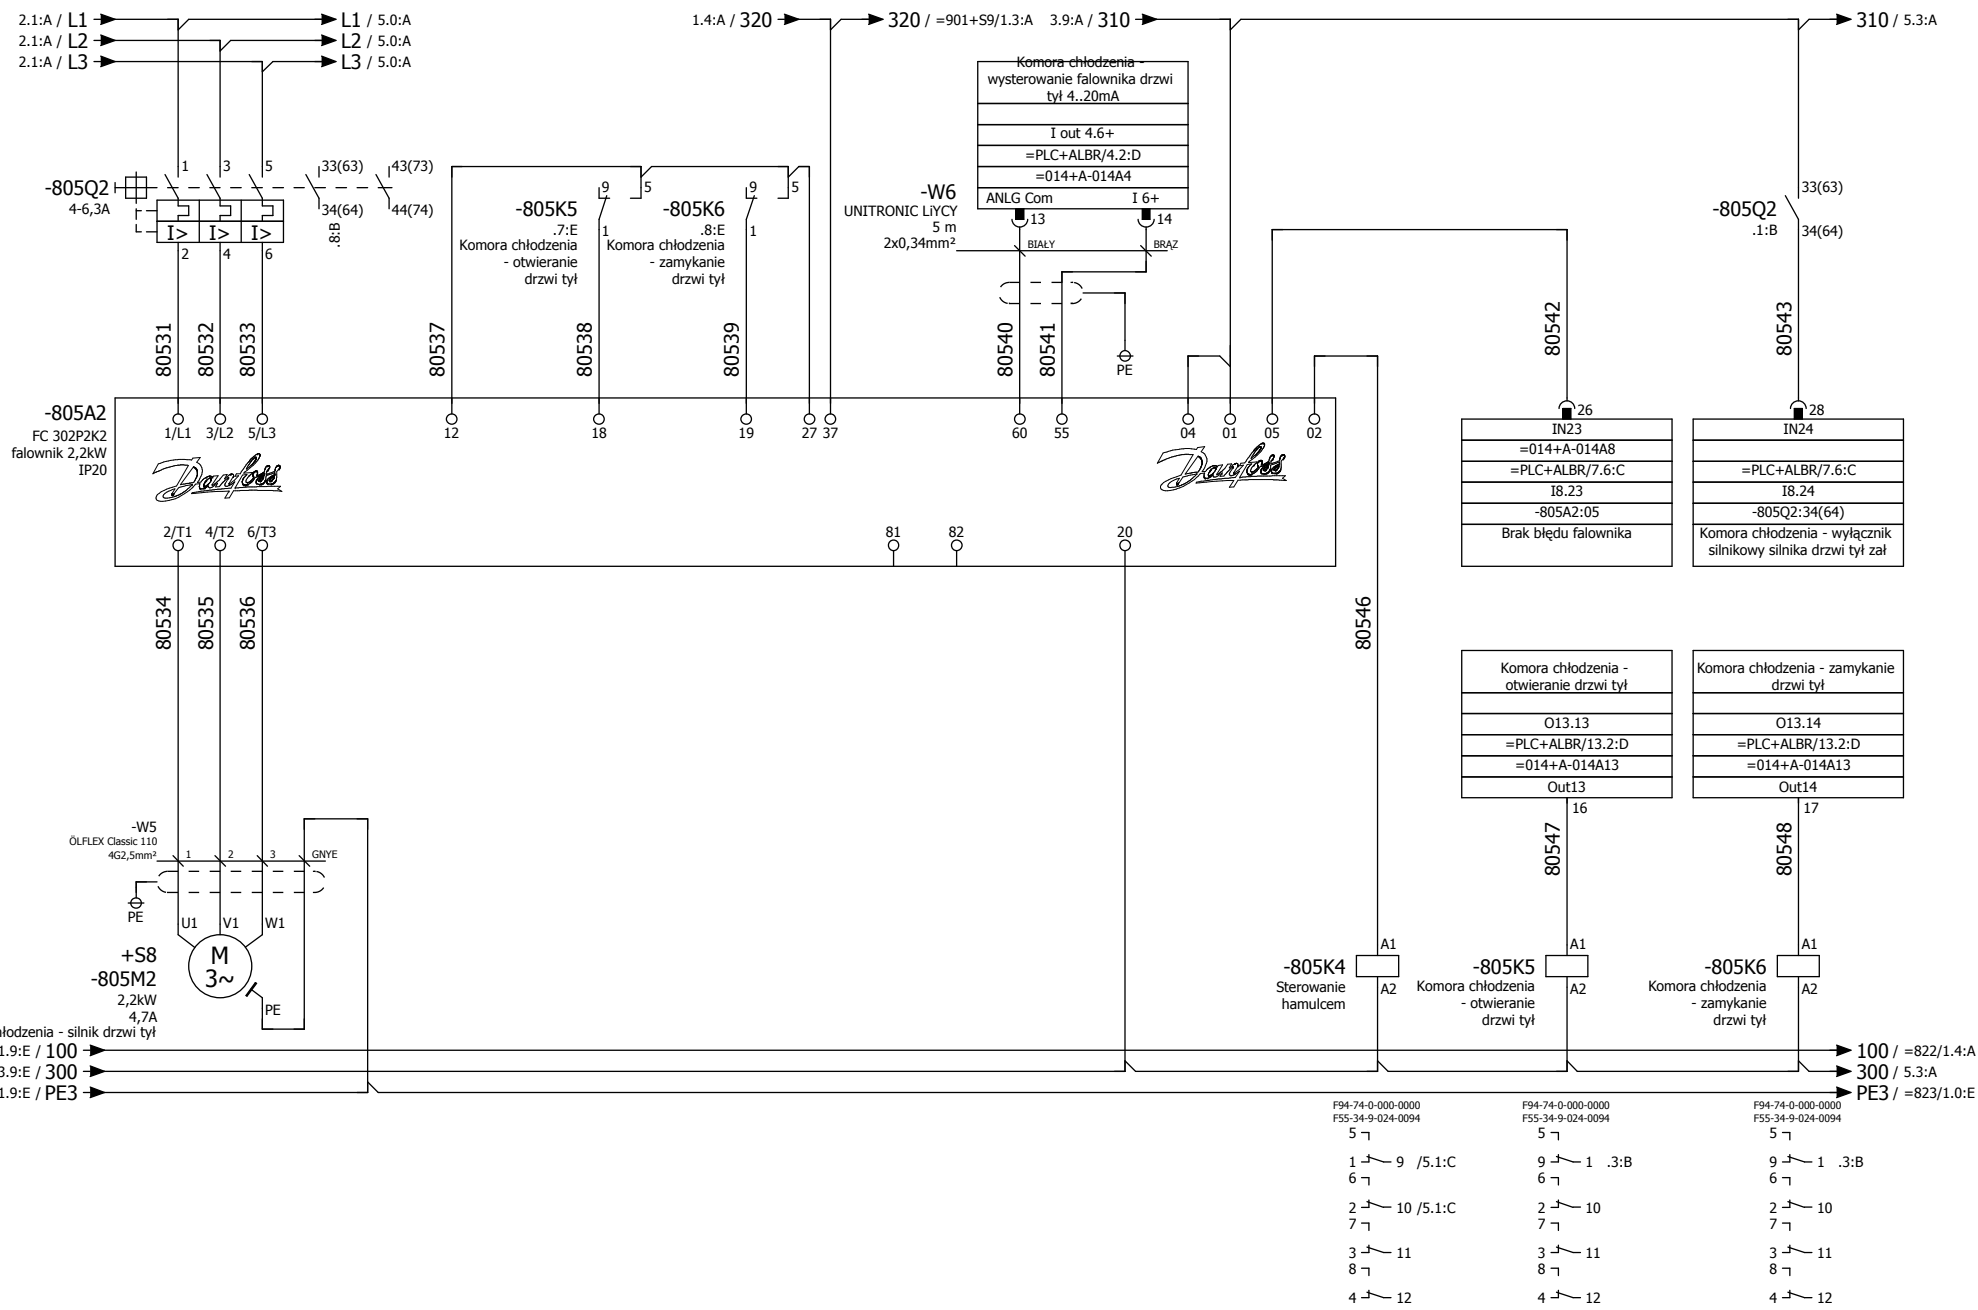 2.1:A / L1
L1 / 5.0:A
2.1:A / L2
L2 / 5.0:A
2.1:A / L3
L3 / 5.0:A
1.4:A / 320
320 / =901+S9/1.3:A
3.9:A / 310
310 / 5.3:A
Komora chłodzenia -
wysterowanie falownika drzwi
tył 4..20mA
I out 4.6+
=PLC+ALBR/4.2:D
=014+A-014A4
ANLG Com
I 6+
13
14
-W6
UNITRONIC LiYCY
5 m
2x0,34mm²
BIAŁY
BRĄZ
-805Q2
4-6,3A
1
3
5
33(63)
43(73)
34(64)
44(74)
.8:B
I>
I>
I>
2
4
6
-805K5
.7:E
Komora chłodzenia
- otwieranie
drzwi tył
9
5
1
-805K6
.8:E
Komora chłodzenia
- zamykanie
drzwi tył
9
5
1
-805Q2
.1:B
33(63)
34(64)
80531
80532
80533
80537
80538
80539
80540
80541
PE
80542
80543
-805A2
FC 302P2K2
falownik 2,2kW
IP20
1/L1
3/L2
5/L3
12
18
19
27
37
60
55
04
01
05
02
Danfoss
Danfoss
2/T1
4/T2
6/T3
81
82
20
26
IN23
=014+A-014A8
=PLC+ALBR/7.6:C
I8.23
-805A2:05
Brak błędu falownika
28
IN24
=PLC+ALBR/7.6:C
I8.24
-805Q2:34(64)
Komora chłodzenia - wyłącznik
silnikowy silnika drzwi tył zał
80534
80535
80536
80546
Komora chłodzenia -
otwieranie drzwi tył
O13.13
=PLC+ALBR/13.2:D
=014+A-014A13
Out13
16
Komora chłodzenia - zamykanie
drzwi tył
O13.14
=PLC+ALBR/13.2:D
=014+A-014A13
Out14
17
80547
80548
-W5
ÖLFLEX Classic 110
4G2,5mm²
1
2
3
GNYE
PE
U1
V1
W1
M
3~
PE
+S8
-805M2
2,2kW
4,7A
łodzenia - silnik drzwi tył
-805K4
Sterowanie
hamulcem
A1
A2
-805K5
Komora chłodzenia
- otwieranie
drzwi tył
A1
A2
-805K6
Komora chłodzenia
- zamykanie
drzwi tył
A1
A2
1.9:E / 100
100 / =822/1.4:A
3.9:E / 300
300 / 5.3:A
1.9:E / PE3
PE3 / =823/1.0:E
F94-74-0-000-0000
F55-34-9-024-0094
5
1 9 /5.1:C
6
2 10 /5.1:C
7
3 11
8
4 12
F94-74-0-000-0000
F55-34-9-024-0094
5
9 1 .3:B
6
2 10
7
3 11
8
4 12
F94-74-0-000-0000
F55-34-9-024-0094
5
9 1 .3:B
6
2 10
7
3 11
8
4 12